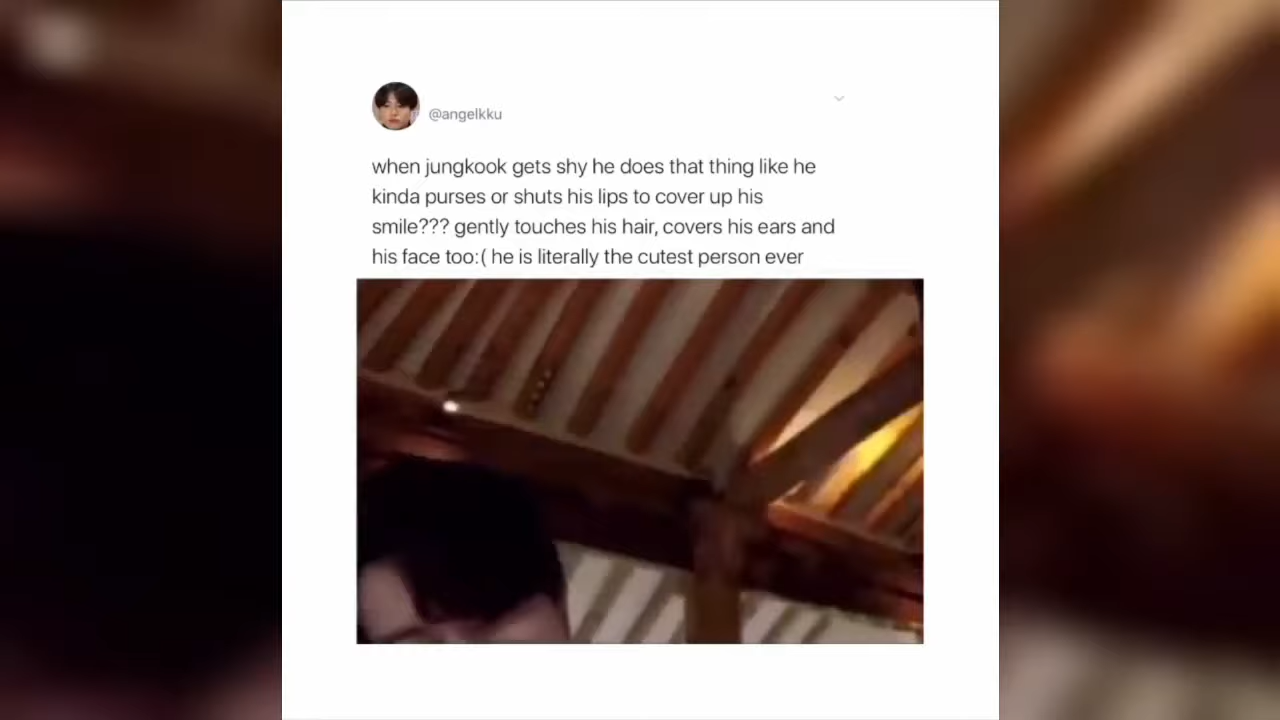 @angelkku
when jungkook gets shy he does that thing like he
kinda purses or shuts his lips to cover up his
smile??? gently touches his hair, covers his ears and
his face too:( he is literally the cutest person ever